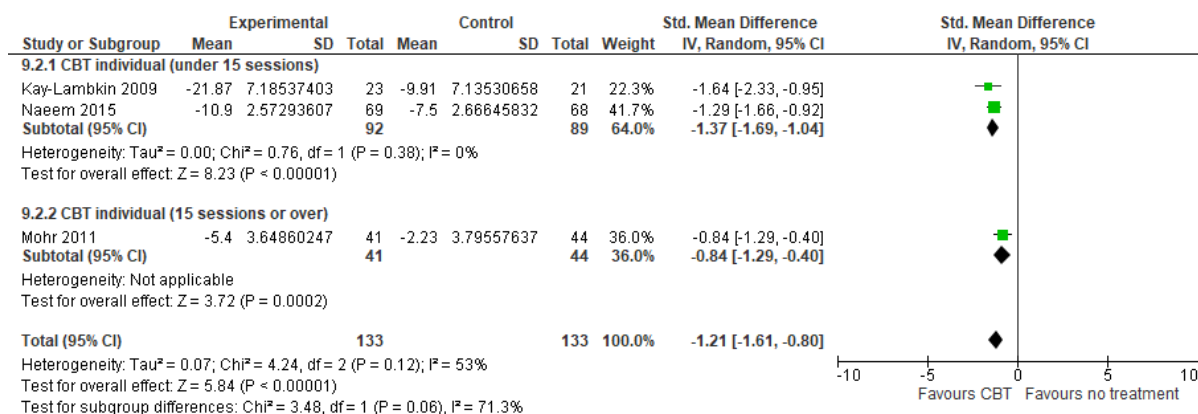 Experimental Control Std. Mean Difference Std. Mean Difference
Study or Subgroup Mean SD Total Mean SD Total Weight IV, Random, 95% CI IV, Random, 95% CI
9.2.1 CBT individual (under 15 sessions)
Kay-Lambkin 2009 -21.87 7.18537403 23 -9.91 7.13530658 21 22.3% -1.64 [-2.33, -0.95]
Naeem 2015 -10.9 2.57293607 69 -7.5 2.66645832 68 41.7% -1.29 [-1.66, -0.92]
Subtotal (95% CI) 92 89 64.0% -1.37 [-1.69, -1.04]
Heterogeneity: Tau² = 0.00; Chi² = 0.76, df = 1 (P = 0.38); I² = 0%
Test for overall effect: Z = 8.23 (P < 0.00001)
9.2.2 CBT individual (15 sessions or over)
Mohr 2011 -5.4 3.64860247 41 -2.23 3.79557637 44 36.0% -0.84 [-1.29, -0.40]
Subtotal (95% CI) 41 44 36.0% -0.84 [-1.29, -0.40]
Heterogeneity: Not applicable
Test for overall effect: Z = 3.72 (P = 0.0002)
Total (95% CI) 133 133 100.0% -1.21 [-1.61, -0.80]
Heterogeneity: Tau² = 0.07; Chi² = 4.24, df = 2 (P = 0.12); I² = 53%
Test for overall effect: Z = 5.84 (P < 0.00001)
Test for subgroup differences: Chi² = 3.48, df = 1 (P = 0.06), I² = 71.3%
-10 -5 0 5 10
Favours CBT Favours no treatment